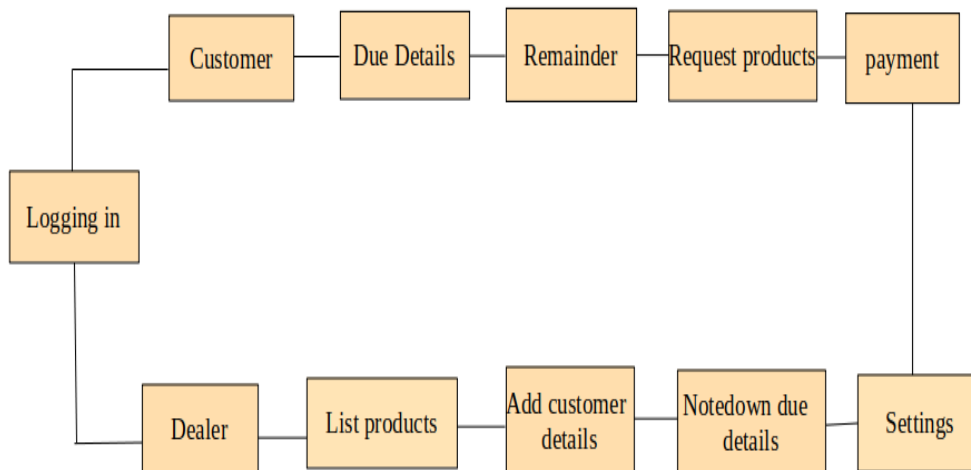 Customer
Due Details
Remainder
Request products
payment
Logging in
Dealer
List products
Add customer
details
Notedown due
details
Settings